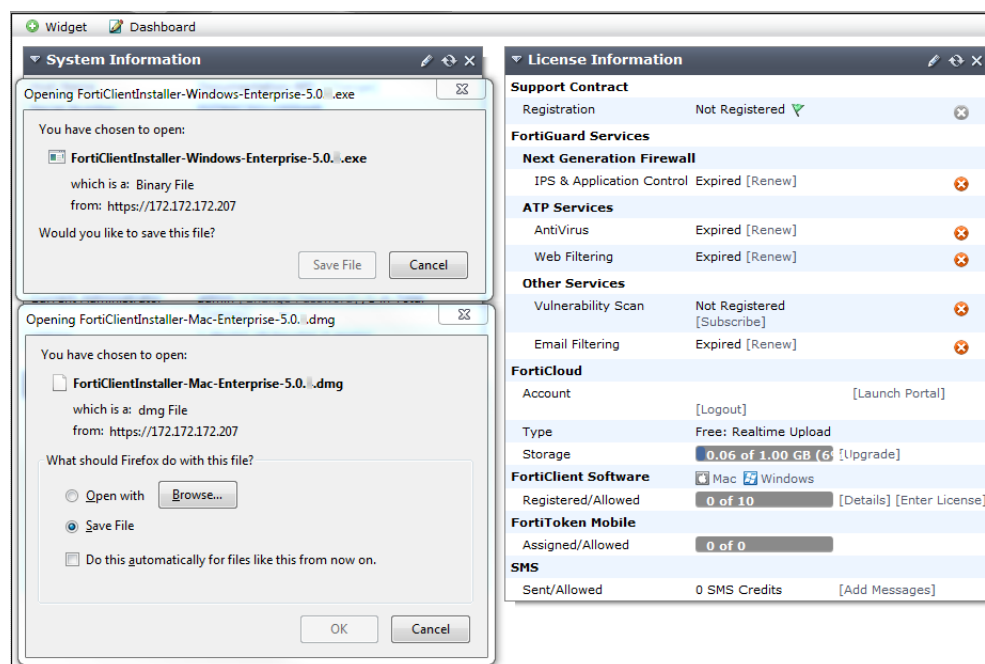 Widget Dashboard
System Information
Opening FortiClientInstaller-Windows-Enterprise-5.0. .exe
You have chosen to open:
FortiClientInstaller-Windows-Enterprise-5.0. .exe
which is a: Binary File
from: https://172.172.172.207
Would you like to save this file?
Save File Cancel
Opening FortiClientInstaller-Mac-Enterprise-5.0. .dmg
You have chosen to open:
FortiClientInstaller-Mac-Enterprise-5.0. .dmg
which is a: dmg File
from: https://172.172.172.207
What should Firefox do with this file?
Open with Browse...
Save File
Do this automatically for files like this from now on.
OK Cancel
License Information
Support Contract
Registration Not Registered
FortiGuard Services
Next Generation Firewall
IPS & Application Control Expired [Renew]
ATP Services
AntiVirus Expired [Renew]
Web Filtering Expired [Renew]
Other Services
Vulnerability Scan Not Registered
[Subscribe]
Email Filtering Expired [Renew]
FortiCloud
Account [Launch Portal]
[Logout]
Type Free: Realtime Upload
Storage 0.06 of 1.00 GB (6% [Upgrade]
FortiClient Software Mac Windows
Registered/Allowed 0 of 10 [Details] [Enter License]
FortiToken Mobile
Assigned/Allowed 0 of 0
SMS
Sent/Allowed 0 SMS Credits [Add Messages]